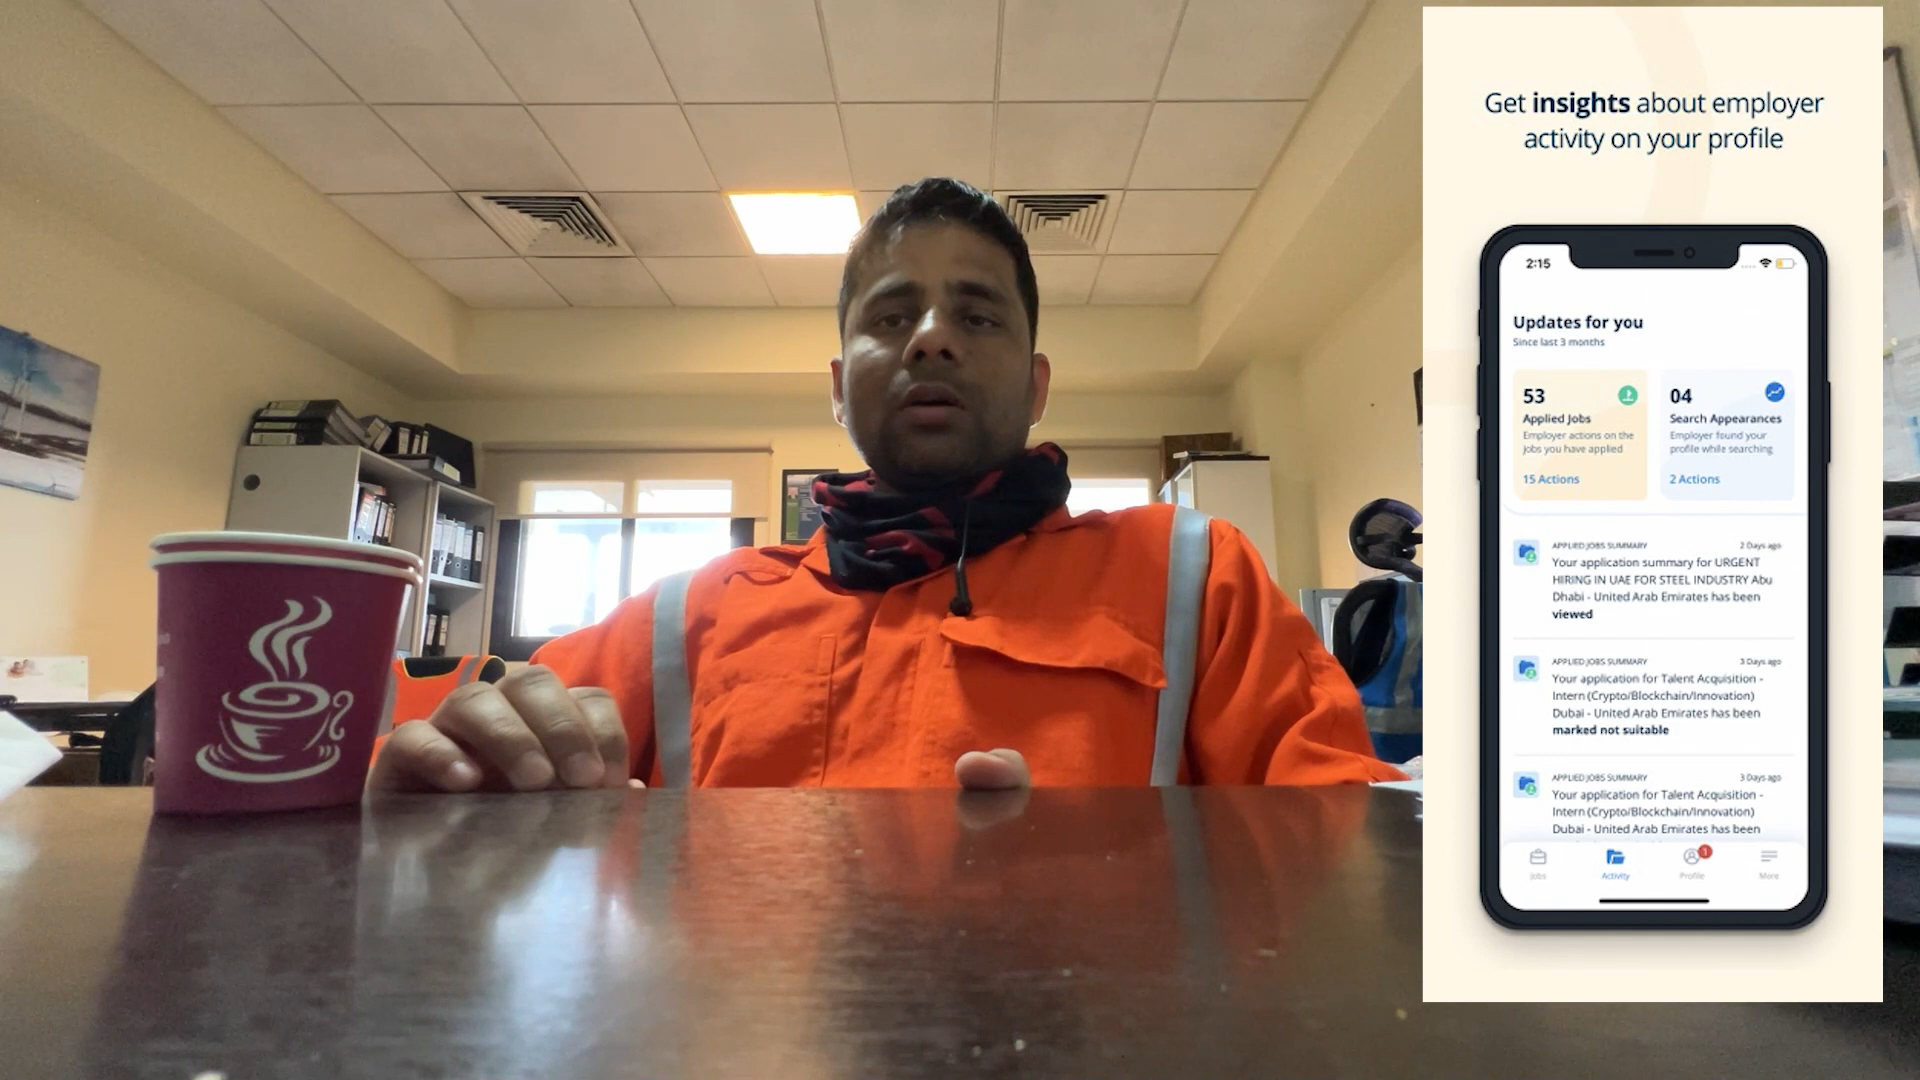 Get insights about employer
activity on your profile
2:15
Updates for you
Since last 3 months
53
Applied Jobs
Employer actions on the
jobs you have applied
15 Actions
04
Search Appearances
Employer found your
profile while searching
2 Actions
APPLIED JOBS SUMMARY 2 Days ago
Your application summary for URGENT
HIRING IN UAE FOR STEEL INDUSTRY Abu
Dhabi - United Arab Emirates has been
viewed
APPLIED JOBS SUMMARY 3 Days ago
Your application for Talent Acquisition -
Intern (Crypto/Blockchain/Innovation)
Dubai - United Arab Emirates has been
marked not suitable
APPLIED JOBS SUMMARY 3 Days ago
Your application for Talent Acquisition -
Intern (Crypto/Blockchain/Innovation)
Dubai - United Arab Emirates has been
Jobs Activity Profile 1 More